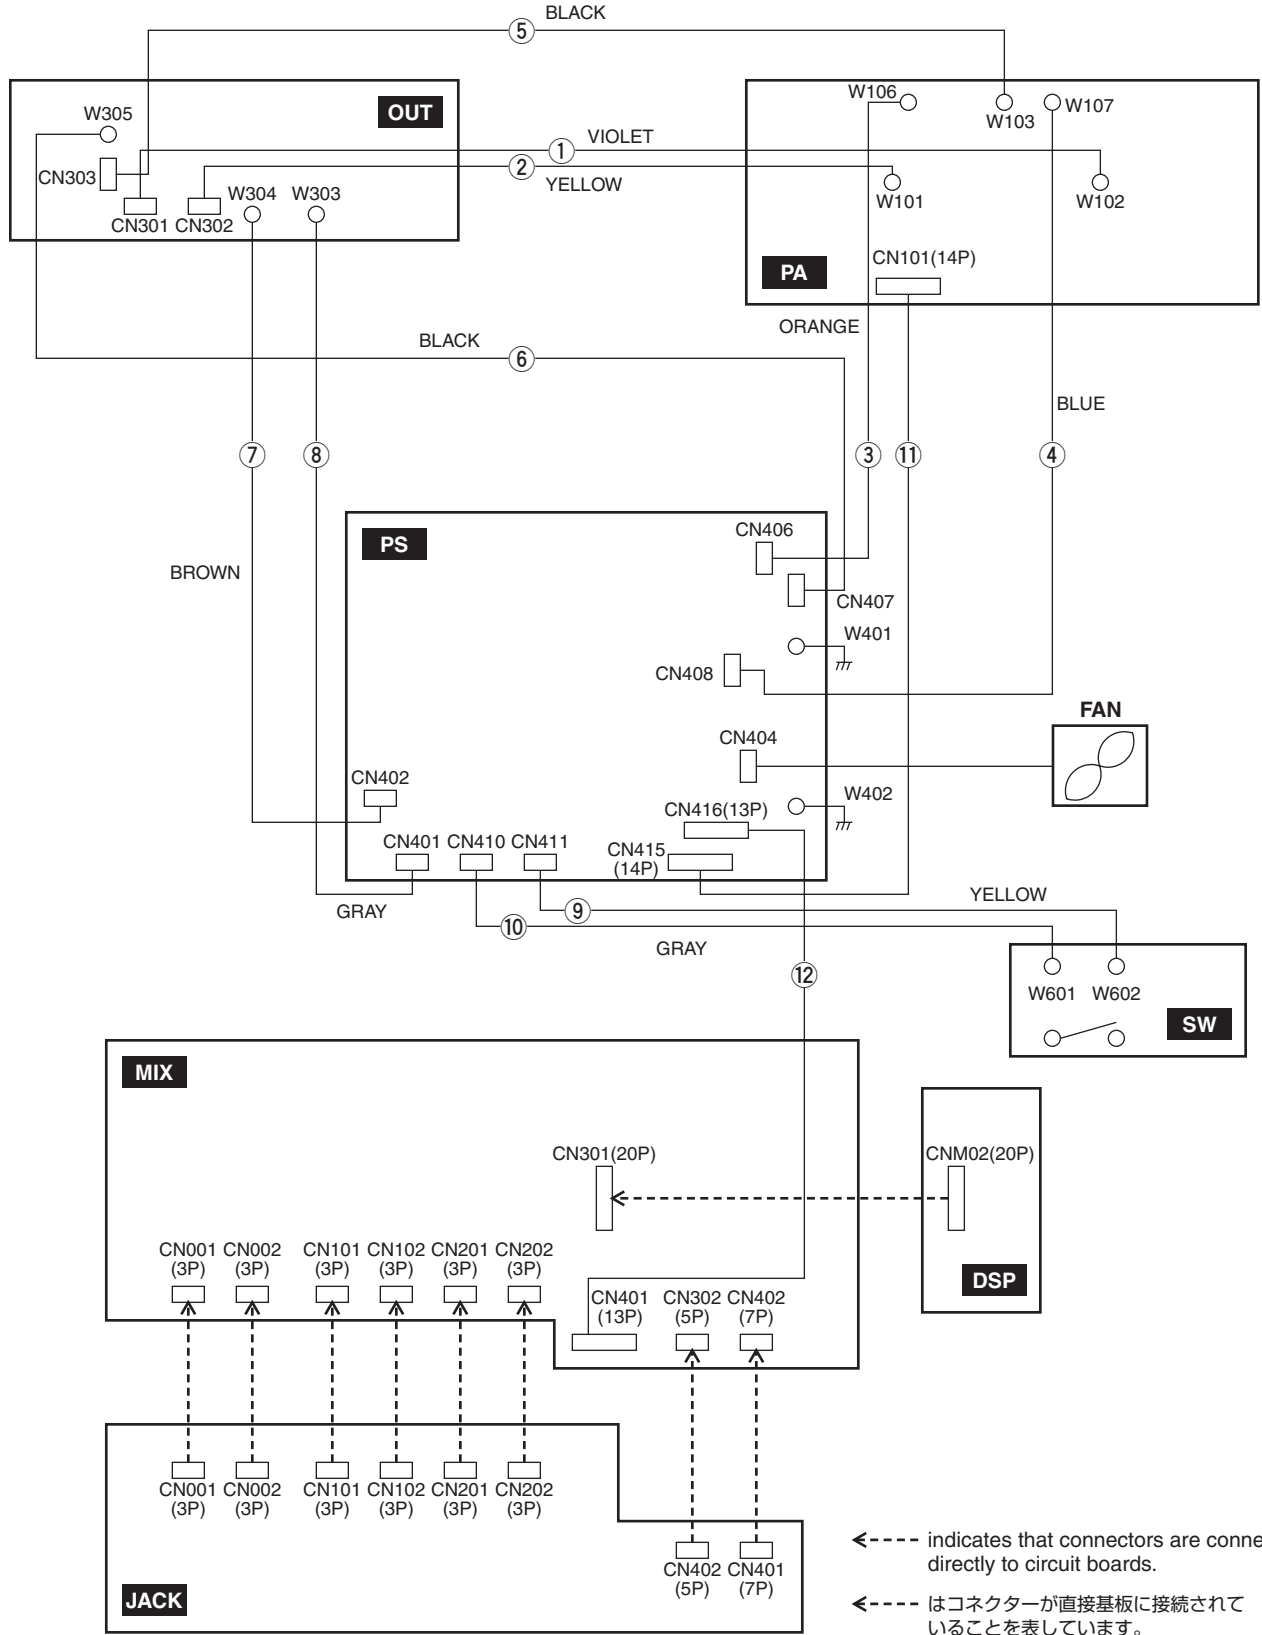 BLACK
5
OUT
W305
CN303
CN301
CN302
W304
W303
W106
W103
W107
1
VIOLET
2
YELLOW
W101
W102
CN101(14P)
PA
ORANGE
BLACK
6
BLUE
7
8
3
11
4
BROWN
PS
CN406
CN407
W401
CN408
FAN
CN404
CN402
W402
CN416(13P)
CN401
CN410
CN411
CN415
(14P)
GRAY
9
YELLOW
10
GRAY
12
W601
W602
SW
MIX
CN301(20P)
CNM02(20P)
DSP
CN001
(3P)
CN002
(3P)
CN101
(3P)
CN102
(3P)
CN201
(3P)
CN202
(3P)
CN401
(13P)
CN302
(5P)
CN402
(7P)
CN001
(3P)
CN002
(3P)
CN101
(3P)
CN102
(3P)
CN201
(3P)
CN202
(3P)
CN402
(5P)
CN401
(7P)
JACK
indicates that connectors are conne
directly to circuit boards.
はコネクターが直接基板に接続されて
いることを表しています。